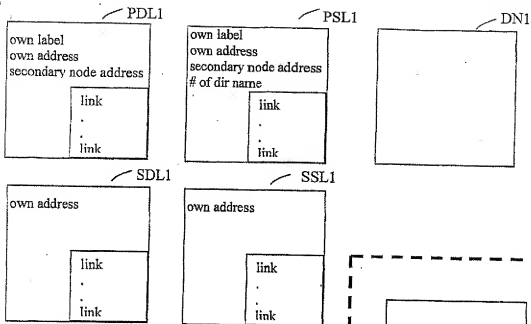 PDL1
own label
own address
secondary node address
link
.
.
link
PSL1
own label
own address
secondary node address
# of dir name
link
.
.
link
DN1
SDL1
own address
link
.
.
link
SSL1
own address
link
.
.
link